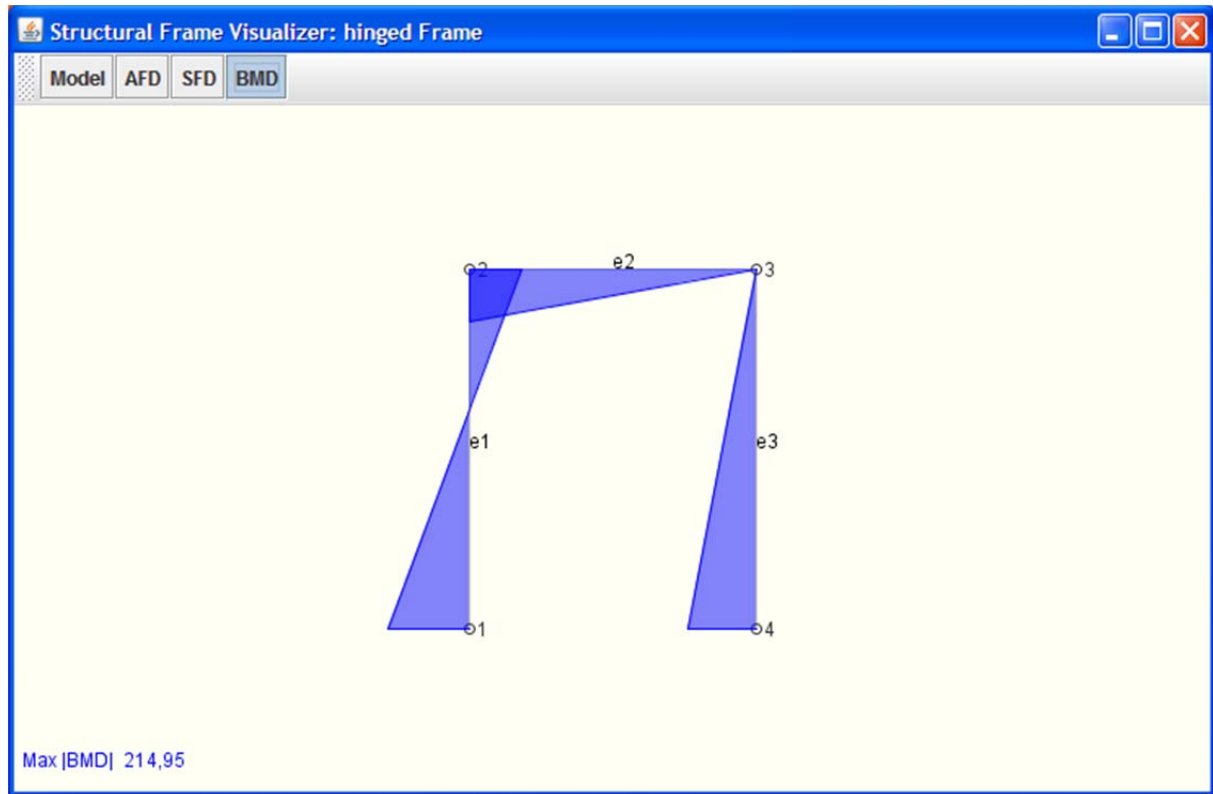 Structural Frame Visualizer: hinged Frame
Model AFD SFD BMD
e2
2
3
e1
e3
1
4
Max |BMD| 214,95